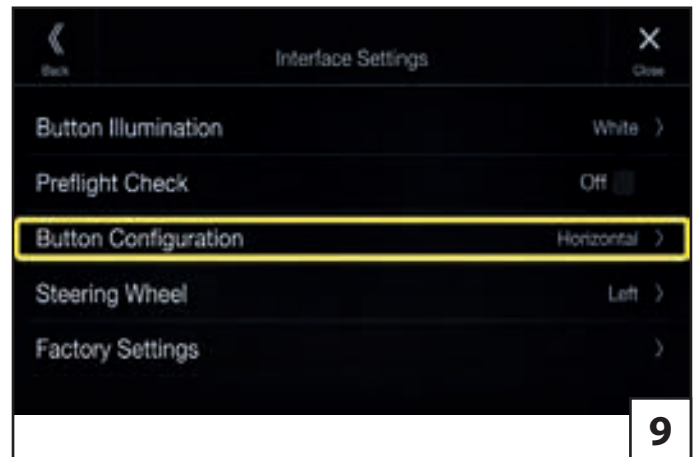 Back
Interface Settings
Close
Button Illumination White
Preflight Check Off
Button Configuration Horizontal
Steering Wheel Left
Factory Settings
9